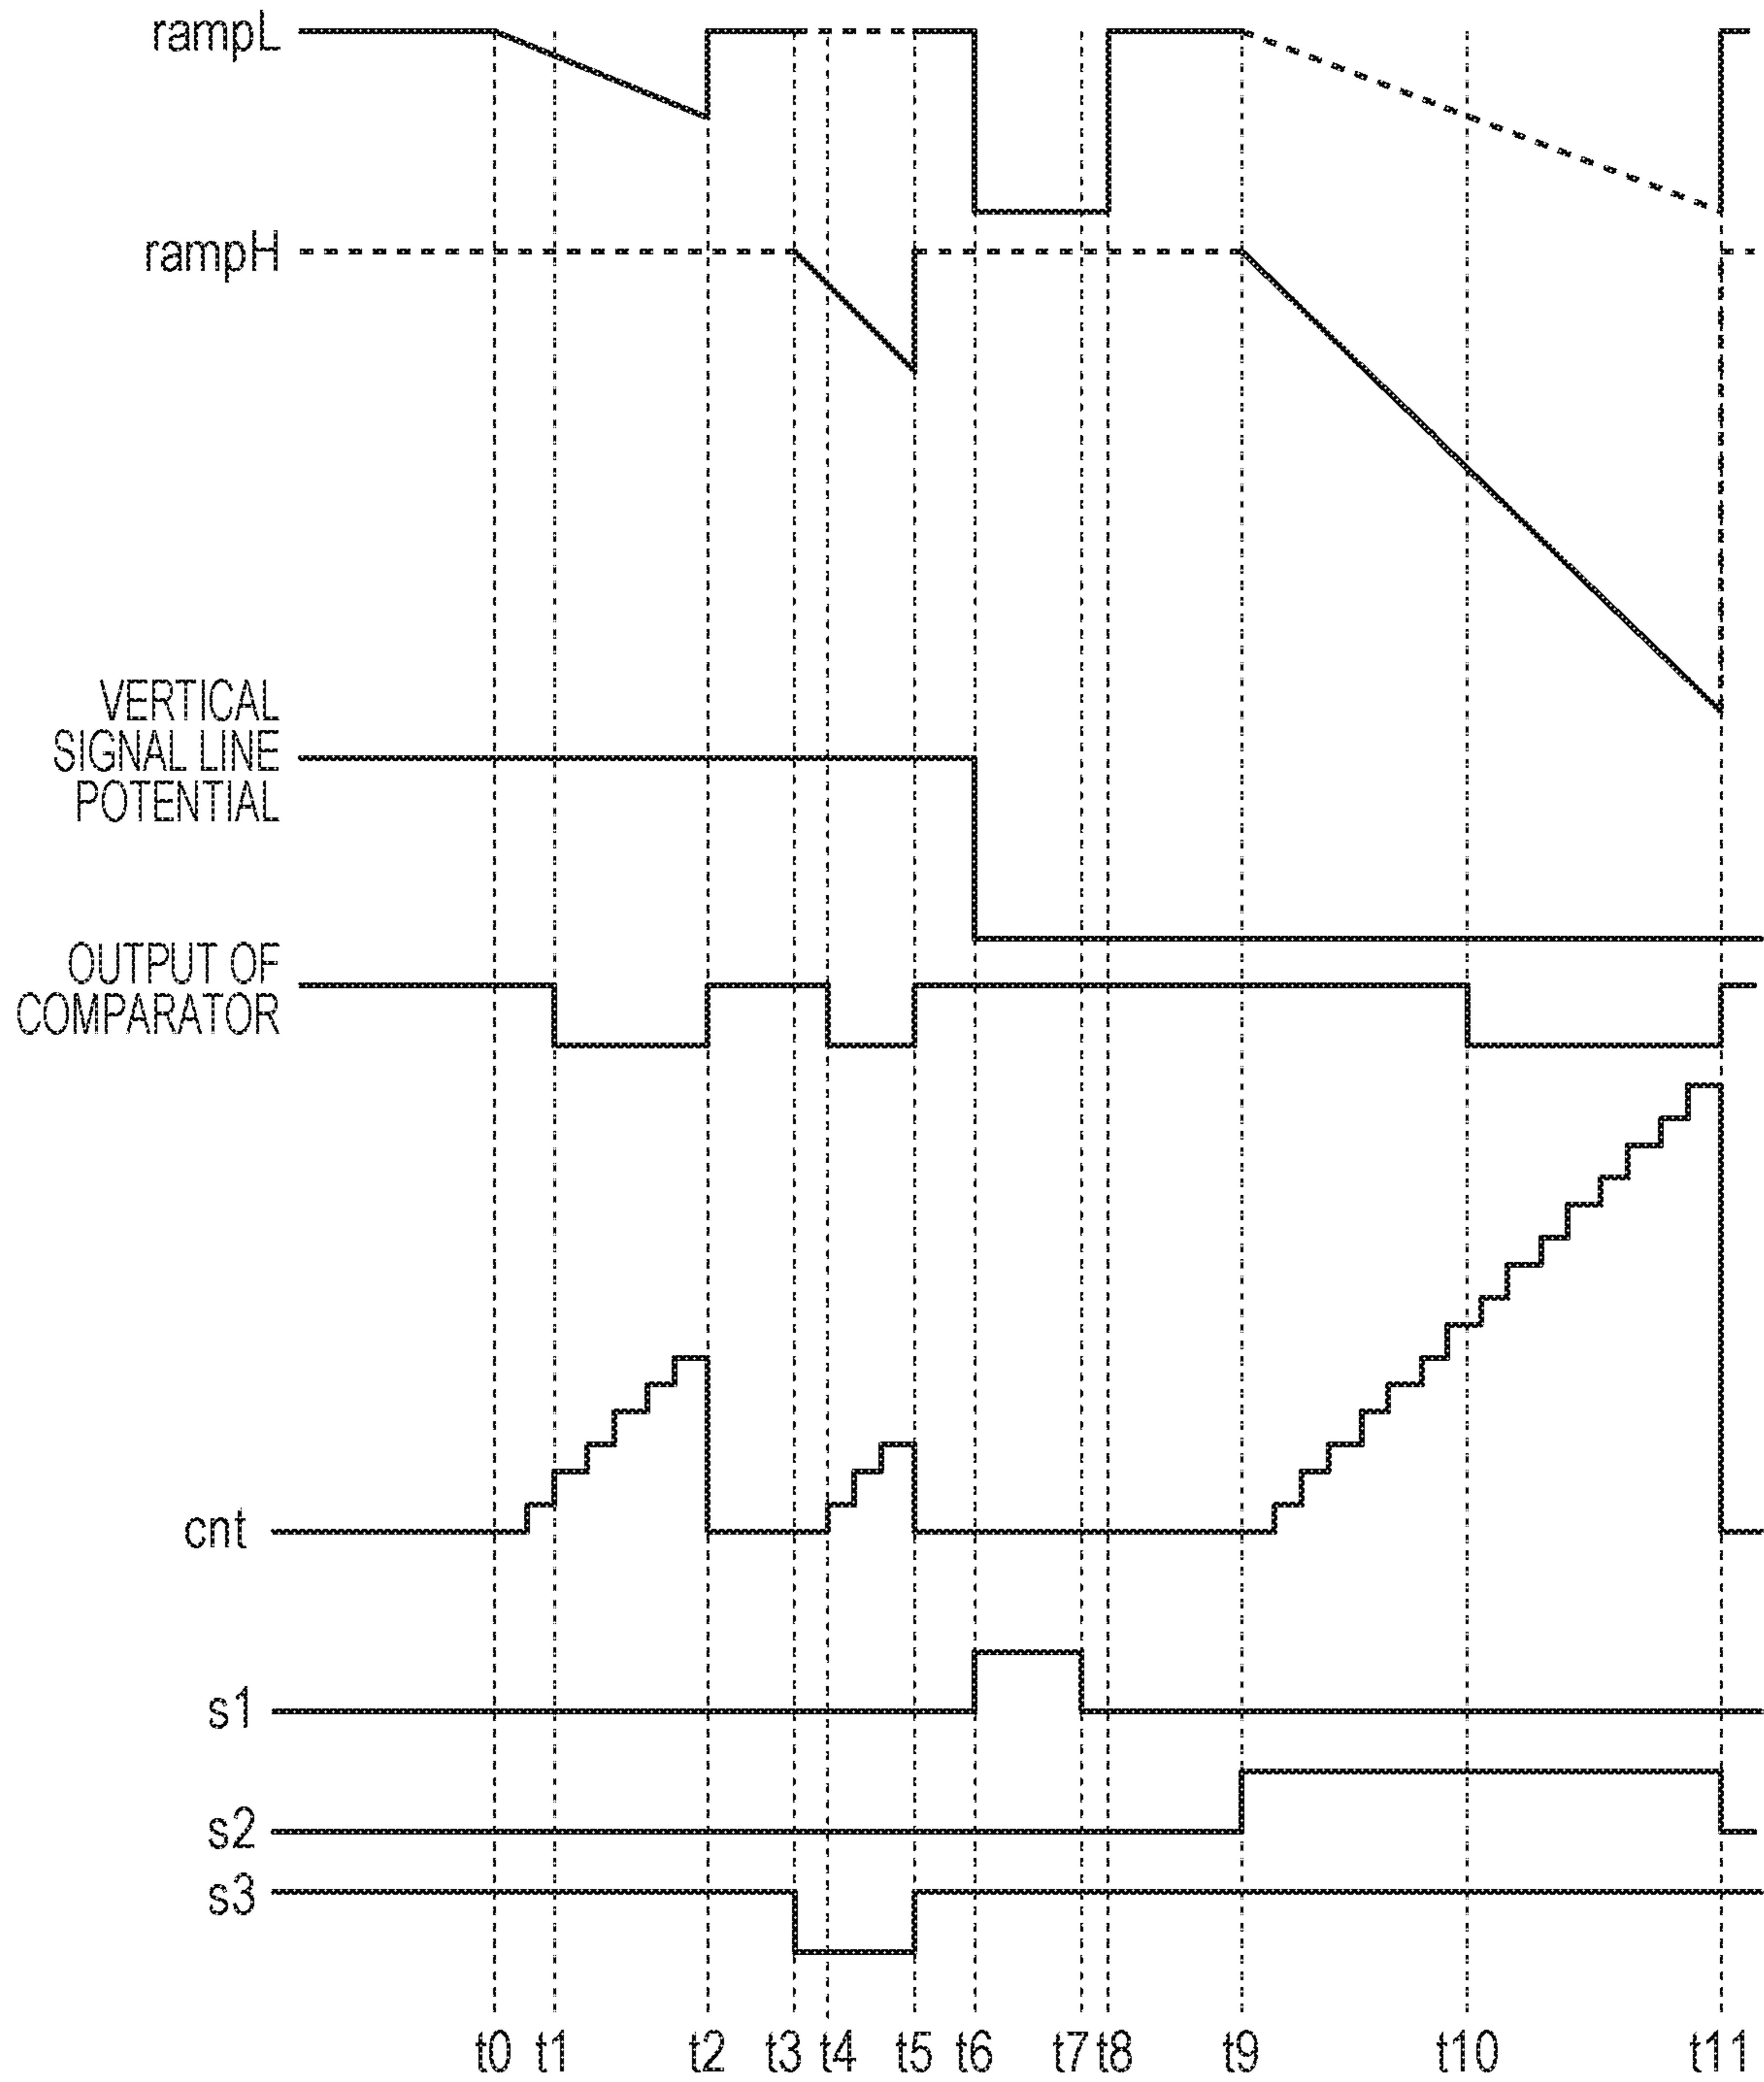 rampL
rampH
VERTICAL
SIGNAL LINE
POTENTIAL
OUTPUT OF
COMPARATOR
cnt
s1
s2
s3
t0 t1 t2 t3 t4 t5 t6 t7 t8 t9 t10 t11